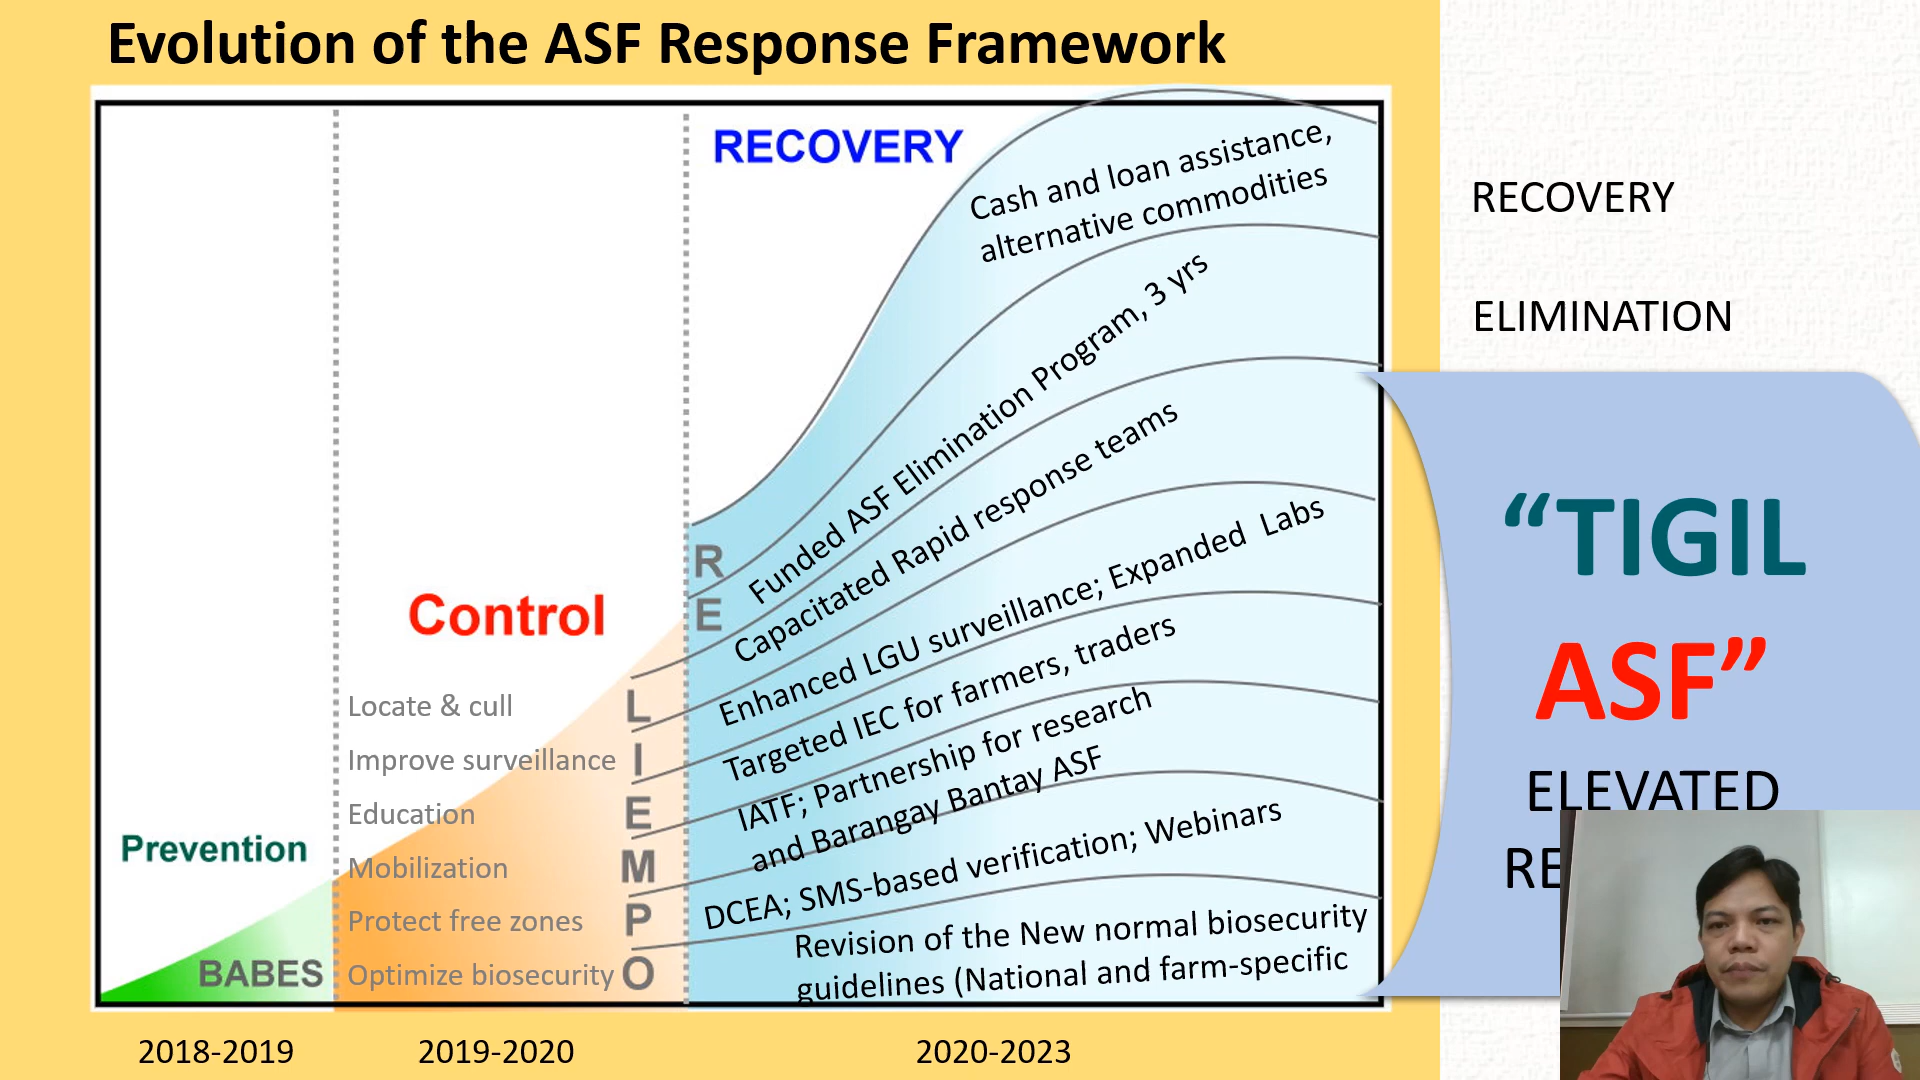 Evolution of the ASF Response Framework
RECOVERY
Cash and loan assistance,
alternative commodities
Funded ASF Elimination Program, 3 yrs
Capacitated Rapid response teams
Enhanced LGU surveillance; Expanded Labs
Targeted IEC for farmers, traders
IATF; Partnership for research
and Barangay Bantay ASF
DCEA; SMS-based verification; Webinars
Revision of the New normal biosecurity
guidelines (National and farm-specific
R
E
Control
Locate & cull L
Improve surveillance I
Education E
Mobilization M
Protect free zones P
Optimize biosecurity O
Prevention
BABES
2018-2019
2019-2020
2020-2023
RECOVERY
ELIMINATION
“TIGIL
ASF”
ELEVATED